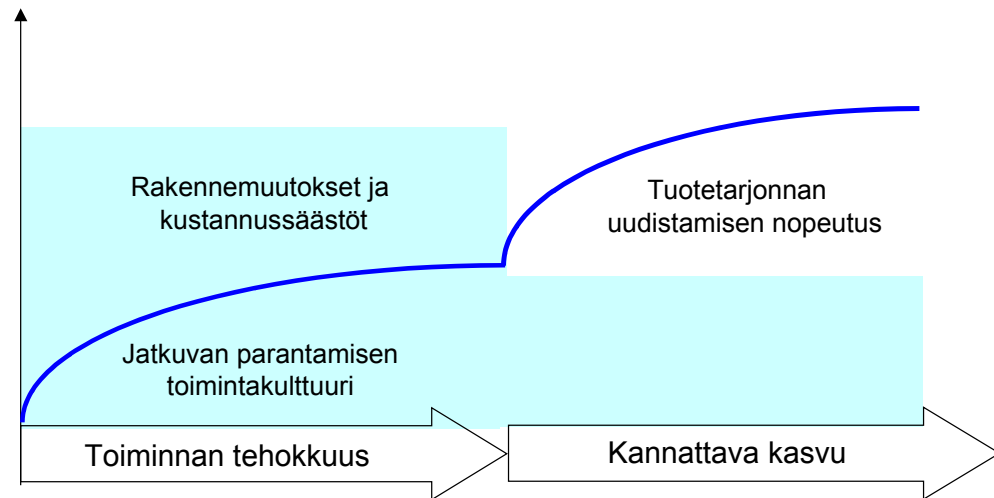 Rakennemuutokset ja
kustannussäästöt
Tuotetarjonnan
uudistamisen nopeutus
Jatkuvan parantamisen
toimintakulttuuri
Toiminnan tehokkuus
Kannattava kasvu